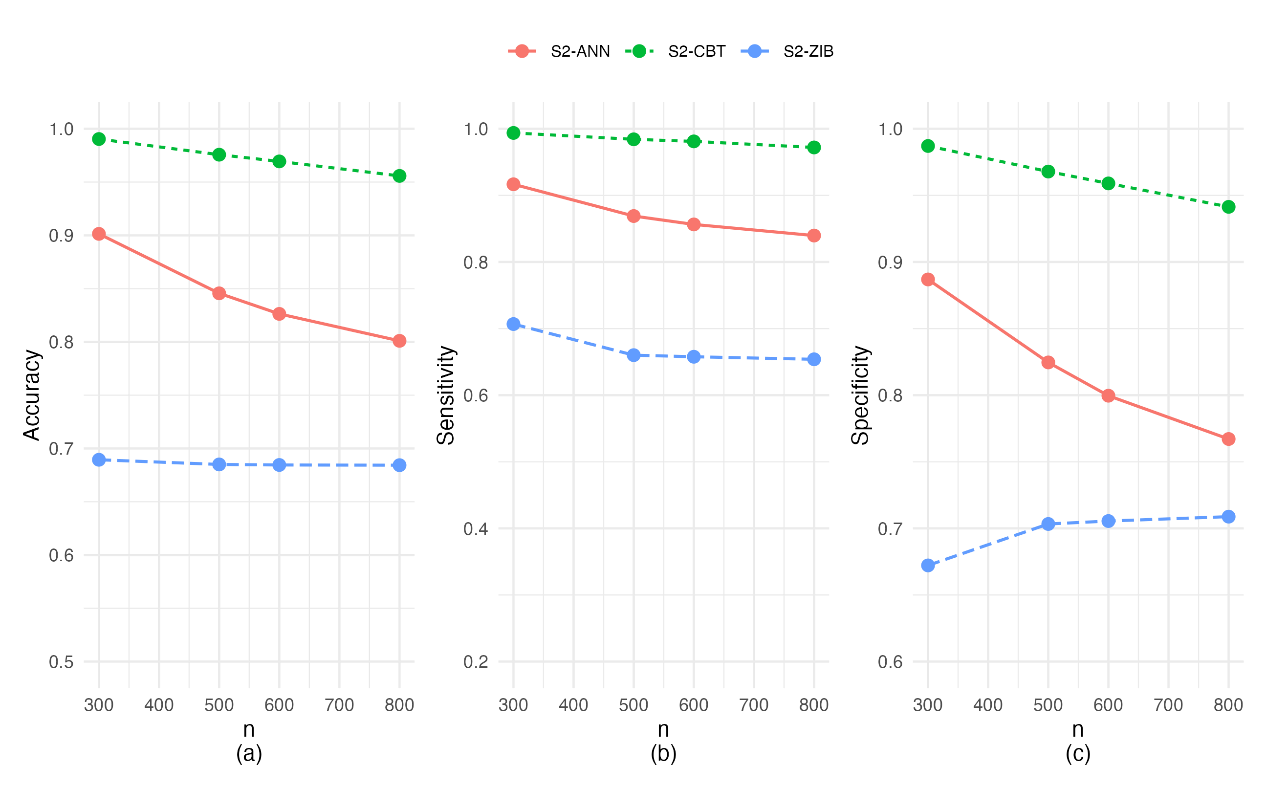 S2-ANN S2-CBT S2-ZIB
Accuracy
1.0
0.9
0.8
0.7
0.6
0.5
300 400 500 600 700 800
n
(a)
Sensitivity
1.0
0.8
0.6
0.4
0.2
300 400 500 600 700 800
n
(b)
Specificity
1.0
0.9
0.8
0.7
0.6
300 400 500 600 700 800
n
(c)